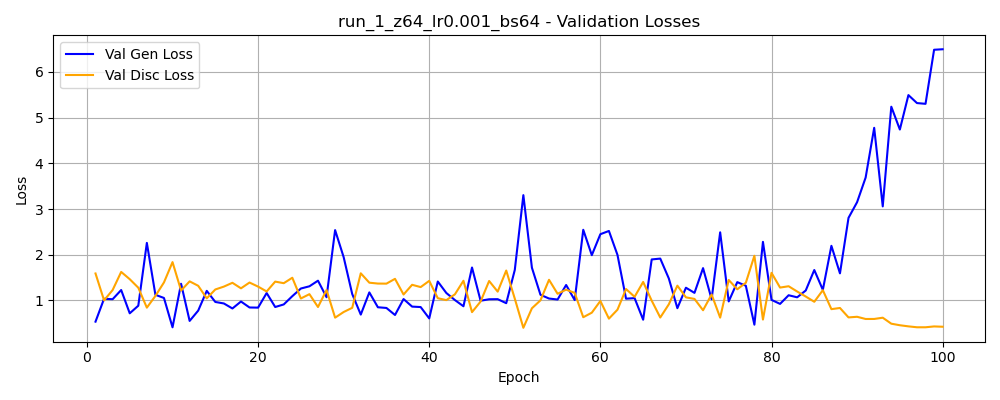 run_1_z64_lr0.001_bs64 - Validation Losses
Val Gen Loss
Val Disc Loss
Loss
6
5
4
3
2
1
0 20 40 60 80 100
Epoch